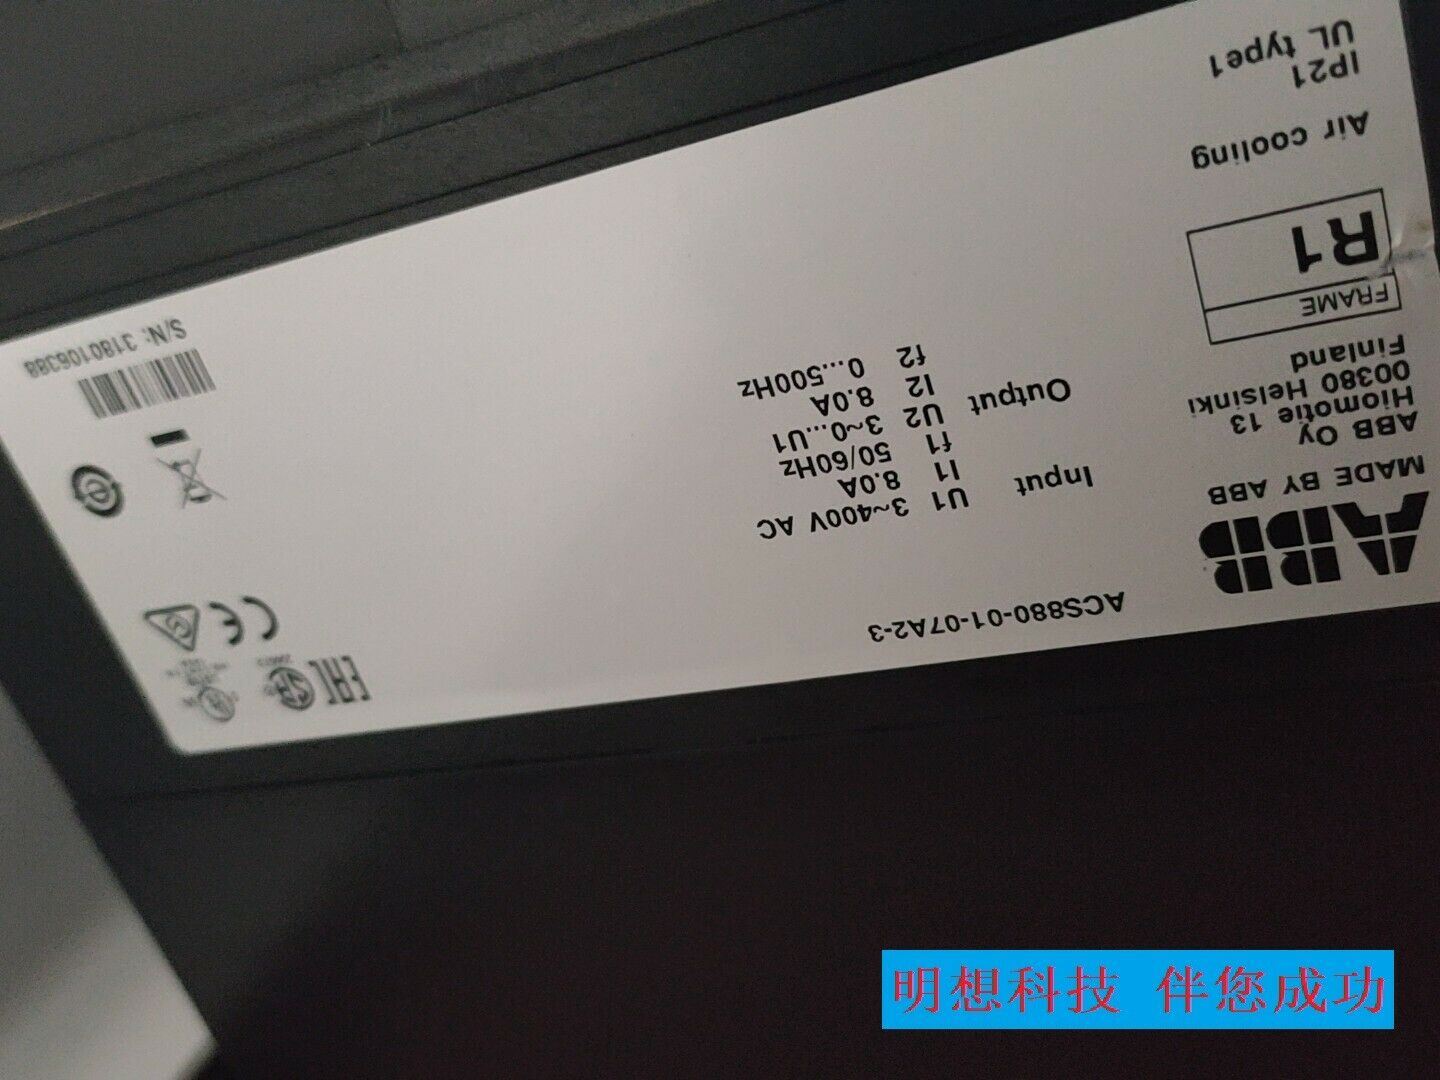 ACS880-01-07A2-3
ABB
MADE BY ABB
ABB Oy
Hiomotie 13
00380 Helsinki
Finland
FRAME
R1
Air cooling
IP21
UL type1
Input U1 3~400V AC
I1 8.0A
f1 50/60Hz
Output U2 3~0...U1
I2 8.0A
f2 0...500Hz
EAC
CE
S/N: 3180106388
明想科技 伴您成功